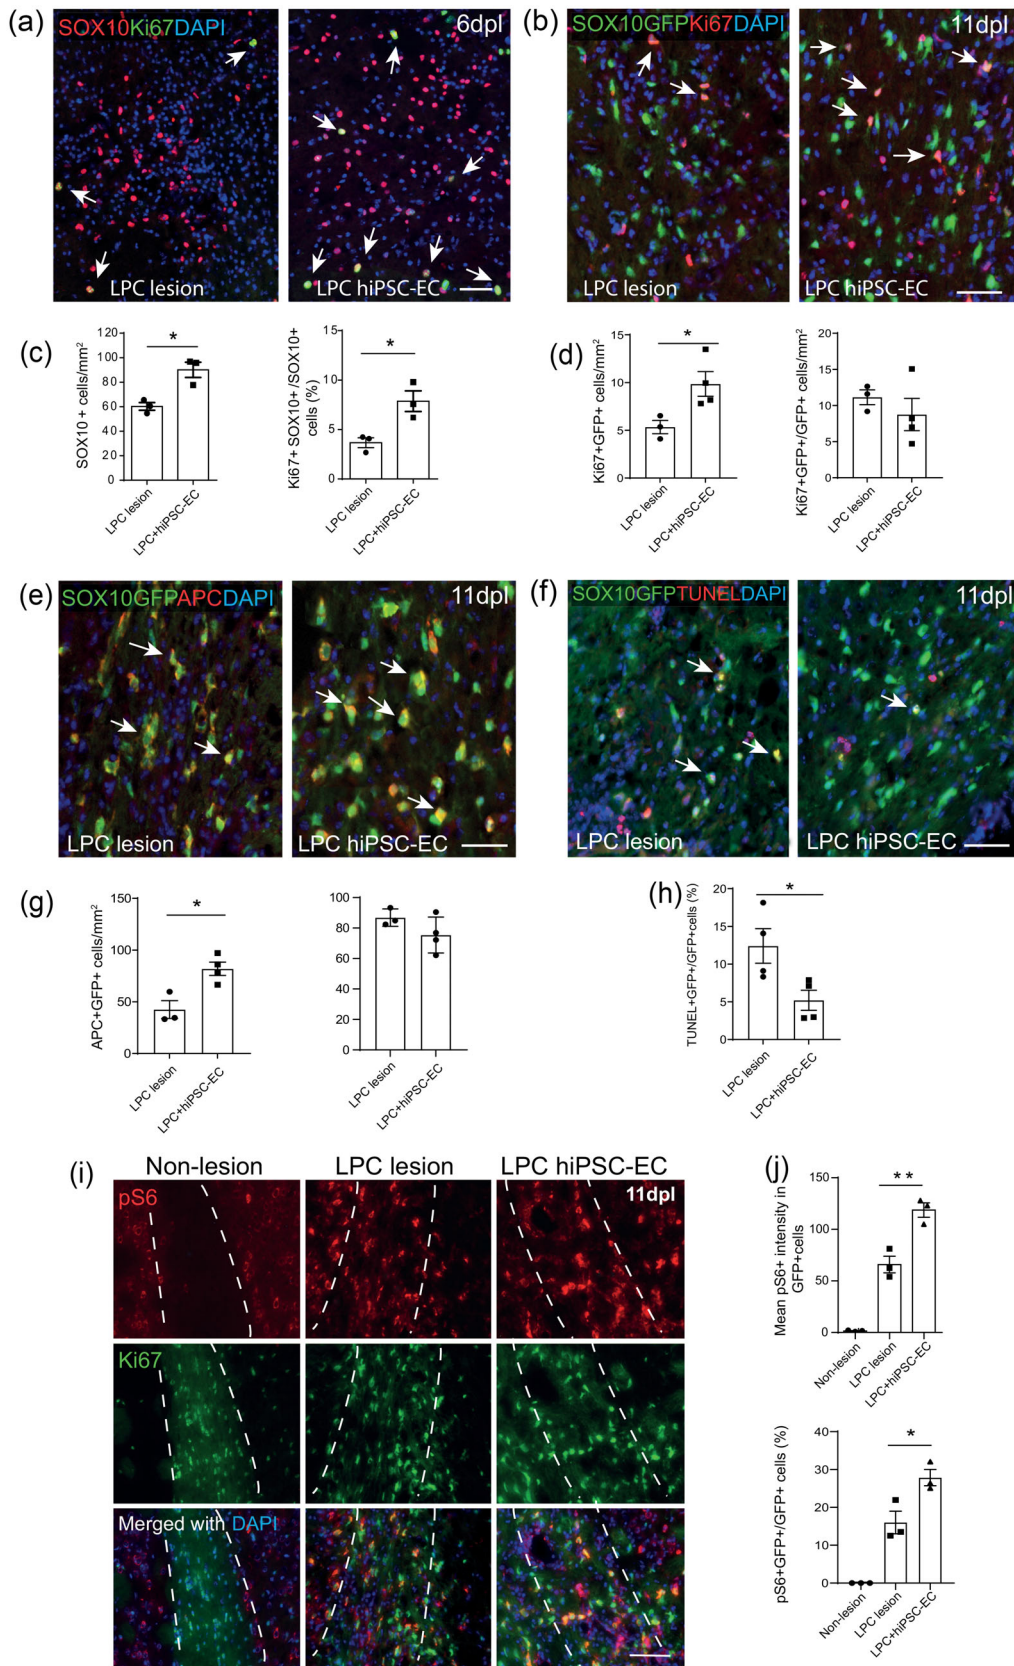 (a)
SOX10Ki67DAPI
6dpl
LPC lesion
LPC hiPSC-EC
(b)
SOX10GFPKi67DAPI
11dpl
LPC lesion
LPC hiPSC-EC
(c)
SOX10 + cells/mm²
120
100
80
60
40
20
0
*
LPC lesion
LPC+hiPSC-EC
Ki67+ SOX10+/SOX10+
cells (%)
15
10
5
0
*
LPC lesion
LPC+hiPSC-EC
(d)
Ki67+GFP+ cells/mm²
15
10
5
0
*
LPC lesion
LPC+hiPSC-EC
Ki67+GFP+/GFP+ cells (%)
20
15
10
5
0
LPC lesion
LPC+hiPSC-EC
(e)
SOX10GFPAPCDAPI
11dpl
LPC lesion
LPC hiPSC-EC
(f)
SOX10GFPTUNELDAPI
11dpl
LPC lesion
LPC hiPSC-EC
(g)
APC+GFP+ cells/mm²
150
100
50
0
*
LPC lesion
LPC+hiPSC-EC
100
80
60
40
20
0
LPC lesion
LPC+hiPSC-EC
(h)
TUNEL+GFP+/GFP+cells (%)
20
15
10
5
0
*
LPC lesion
LPC+hiPSC-EC
(i)
Non-lesion
LPC lesion
LPC hiPSC-EC
pS6
11dpl
Ki67
Merged with DAPI
(j)
Mean pS6+ intensity in
GFP+cells
150
100
50
0
**
Non-lesion
LPC lesion
LPC+hiPSC-EC
pS6+GFP+/GFP+ cells (%)
40
30
20
10
0
*
Non-lesion
LPC lesion
LPC+hiPSC-EC